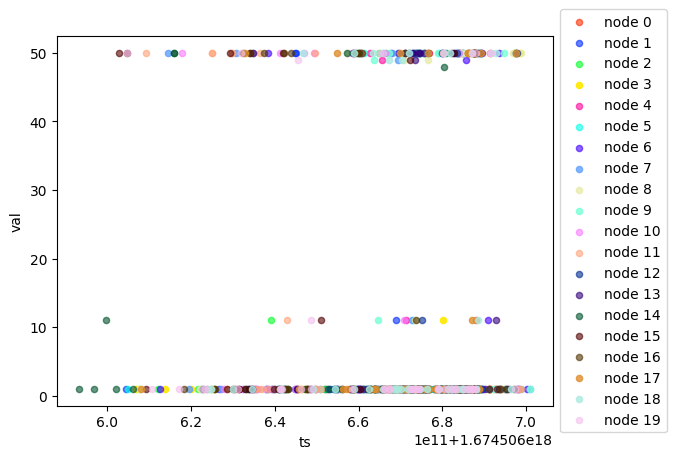 50
40
30
20
10
0
val
6.0
6.2
6.4
6.6
6.8
7.0
ts
1e11+1.674506e18
node 0
node 1
node 2
node 3
node 4
node 5
node 6
node 7
node 8
node 9
node 10
node 11
node 12
node 13
node 14
node 15
node 16
node 17
node 18
node 19